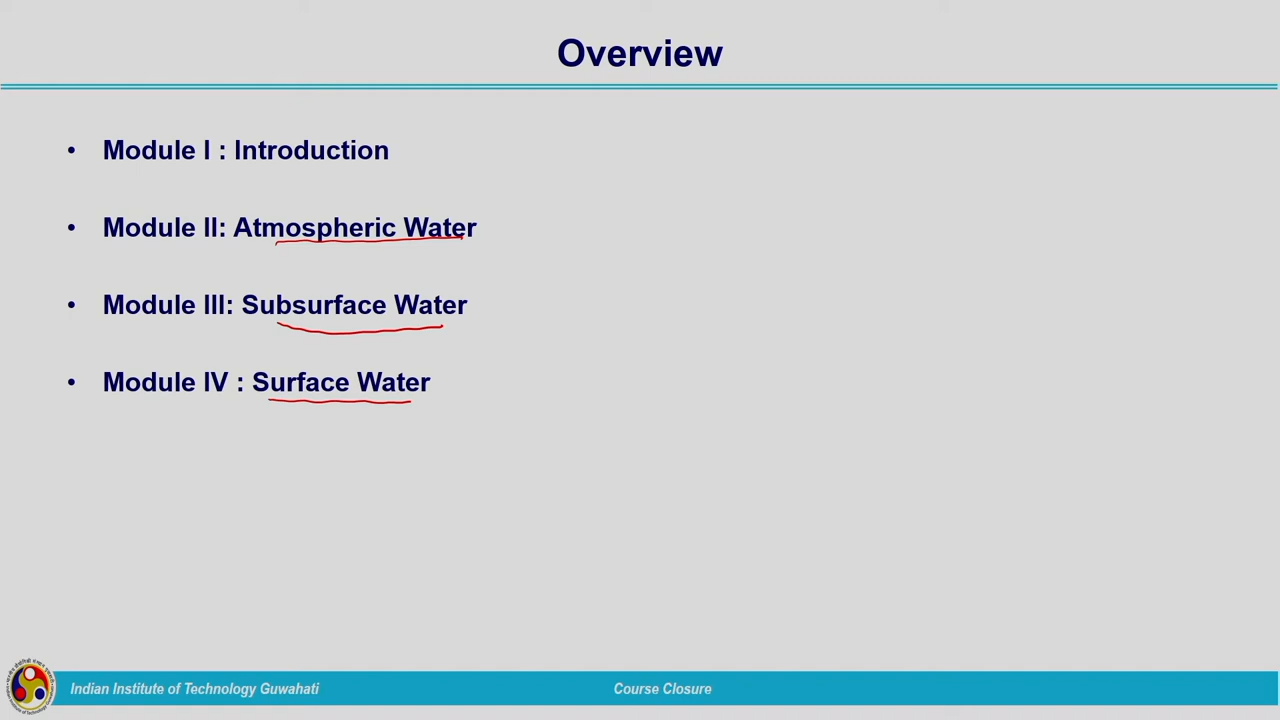 Overview
• Module I : Introduction
• Module II: Atmospheric Water
• Module III: Subsurface Water
• Module IV : Surface Water
Indian Institute of Technology Guwahati
Course Closure